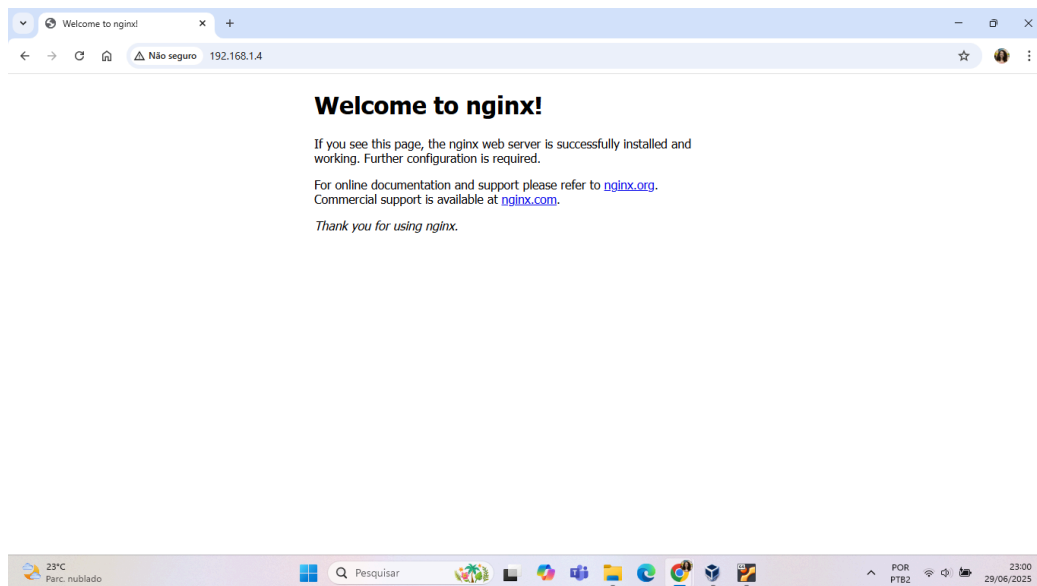 Welcome to nginx!
Não seguro
192.168.1.4
Welcome to nginx!
If you see this page, the nginx web server is successfully installed and
working. Further configuration is required.
For online documentation and support please refer to nginx.org.
Commercial support is available at nginx.com.
Thank you for using nginx.
23°C
Parc. nublado
Pesquisar
POR
PTB2
23:00
29/06/2025